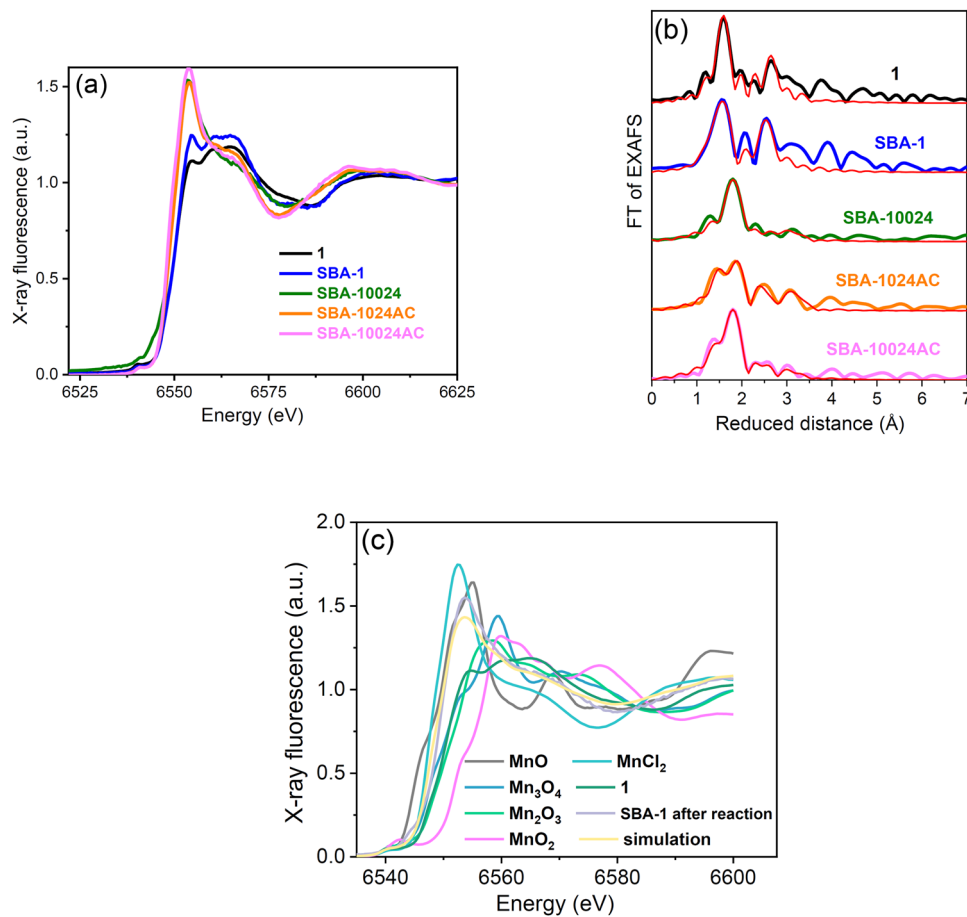 (a)
X-ray fluorescence (a.u.)
1.5
1.0
0.5
0.0
1
SBA-1
SBA-10024
SBA-1024AC
SBA-10024AC
6525 6550 6575 6600 6625
Energy (eV)
(b)
FT of EXAFS
1
SBA-1
SBA-10024
SBA-1024AC
SBA-10024AC
0 1 2 3 4 5 6 7
Reduced distance (Å)
(c)
X-ray fluorescence (a.u.)
2.0
1.5
1.0
0.5
0.0
MnO MnCl₂
Mn₃O₄ 1
Mn₂O₃ SBA-1 after reaction
MnO₂ simulation
6540 6560 6580 6600
Energy (eV)